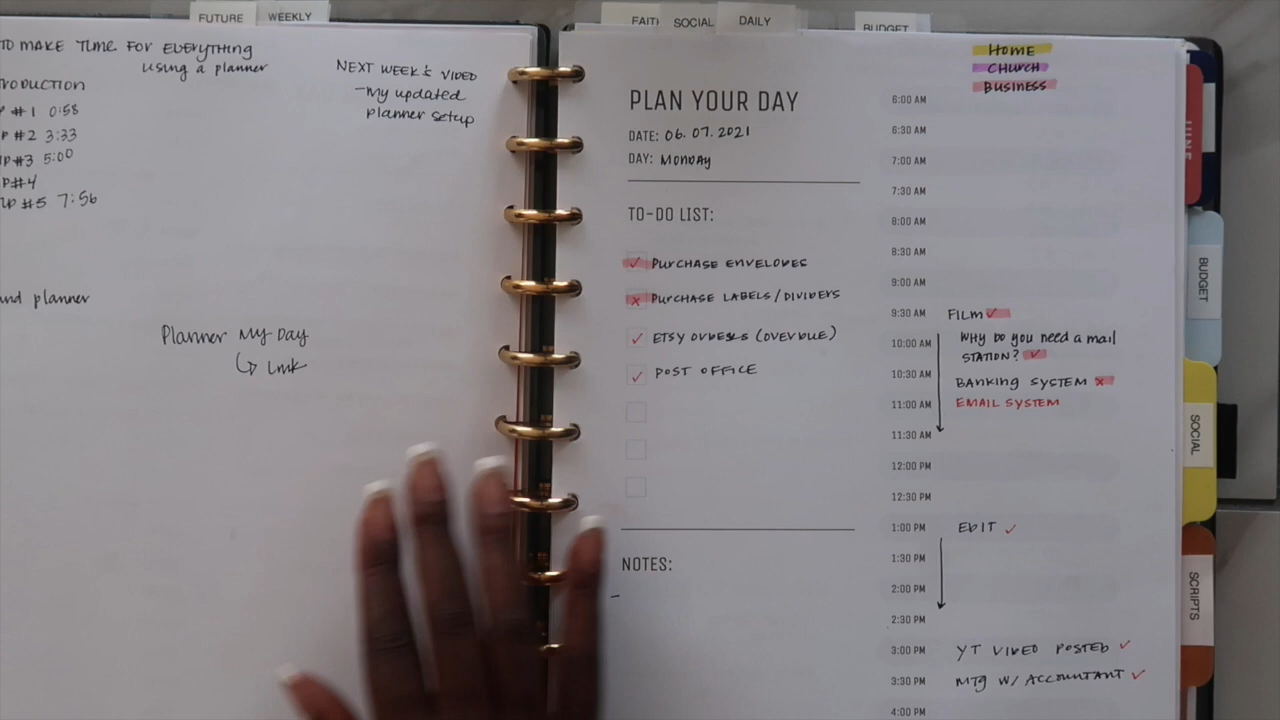 FUTURE
WEEKLY
TO MAKE TIME FOR EVERYTHING
using a planner
NEXT WEEK'S VIDEO
-My updated
planner setup
RODUCTION
P #1 0:58
P #2 3:33
P #3 5:00
P #4
P #5 7:56
nd planner
Planner My Day
↳ Link
FAITH
SOCIAL
DAILY
BUDGET
PLAN YOUR DAY
DATE: 06.07.2021
DAY: Monday
TO-DO LIST:
✓ PURCHASE ENVELOPES
x PURCHASE LABELS/DIVIDERS
✓ ETSY ORDERS (OVERDUE)
✓ POST OFFICE
NOTES:
-
HOME
CHURCH
BUSINESS
6:00 AM
6:30 AM
7:00 AM
7:30 AM
8:00 AM
8:30 AM
9:00 AM
9:30 AM FILM ✓
10:00 AM WHY DO YOU NEED A MAIL
STATION? ✓
10:30 AM BANKING SYSTEM x
11:00 AM EMAIL SYSTEM
11:30 AM
12:00 PM
12:30 PM
1:00 PM EDIT ✓
1:30 PM
2:00 PM
2:30 PM
3:00 PM YT VIDEO POSTED ✓
3:30 PM MTG W/ ACCOUNTANT ✓
4:00 PM
JUNE
BUDGET
SOCIAL
SCRIPTS